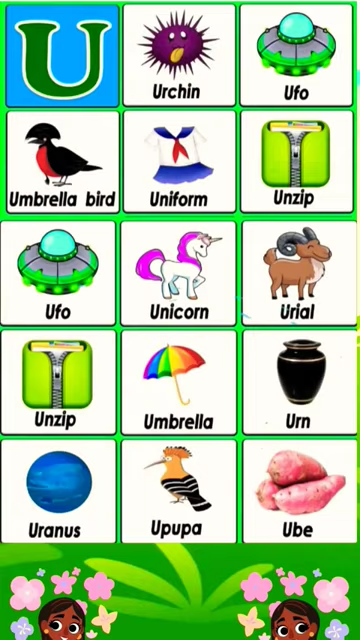 U
Urchin
Ufo
Umbrella bird
Uniform
Unzip
Ufo
Unicorn
Urial
Unzip
Umbrella
Urn
Uranus
Upupa
Ube